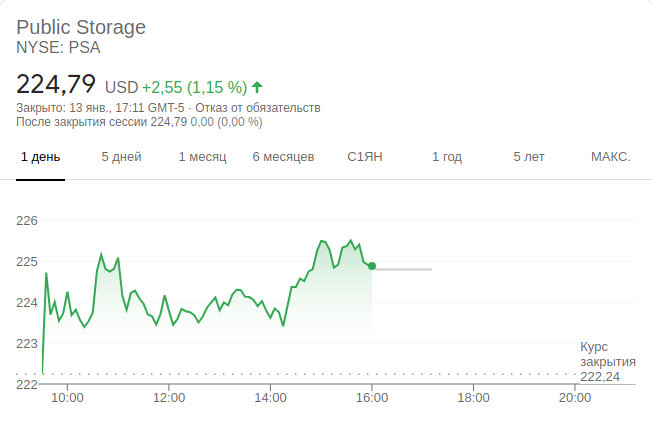 Public Storage
NYSE: PSA
224,79 USD +2,55 (1,15 %)
Закрыто: 13 янв., 17:11 GMT-5 · Отказ от обязательств
После закрытия сессии 224,79 0,00 (0,00 %)
1 день 5 дней 1 месяц 6 месяцев С1ЯН 1 год 5 лет МАКС.
226
225
224
223
222
Курс
закрытия
222,24
10:00 12:00 14:00 16:00 18:00 20:00